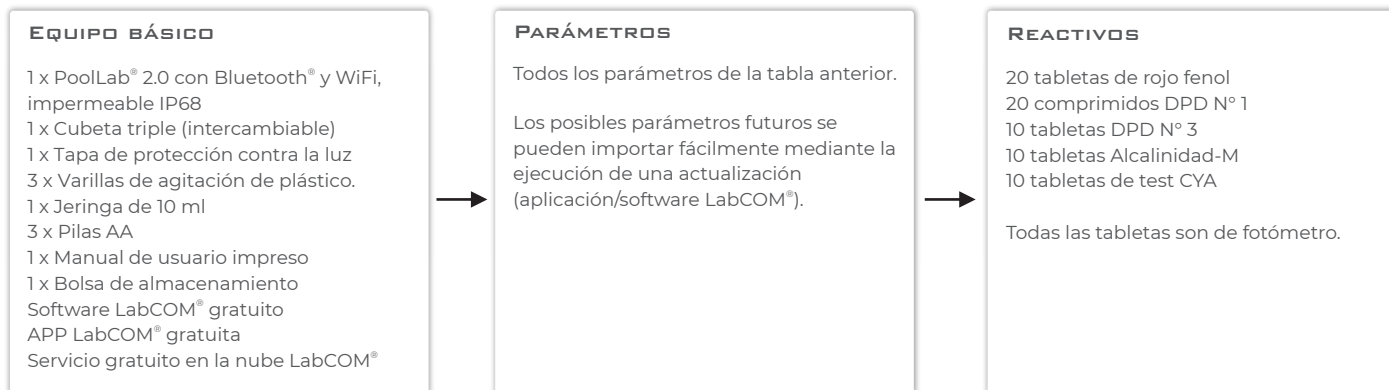 EQUIPO BÁSICO
1 x PoolLab® 2.0 con Bluetooth® y WiFi,
impermeable IP68
1 x Cubeta triple (intercambiable)
1 x Tapa de protección contra la luz
3 x Varillas de agitación de plástico.
1 x Jeringa de 10 ml
3 x Pilas AA
1 x Manual de usuario impreso
1 x Bolsa de almacenamiento
Software LabCOM® gratuito
APP LabCOM® gratuita
Servicio gratuito en la nube LabCOM®
PARÁMETROS
Todos los parámetros de la tabla anterior.
Los posibles parámetros futuros se
pueden importar fácilmente mediante la
ejecución de una actualización
(aplicación/software LabCOM®).
REACTIVOS
20 tabletas de rojo fenol
20 comprimidos DPD N° 1
10 tabletas DPD N° 3
10 tabletas Alcalinidad-M
10 tabletas de test CYA
Todas las tabletas son de fotómetro.